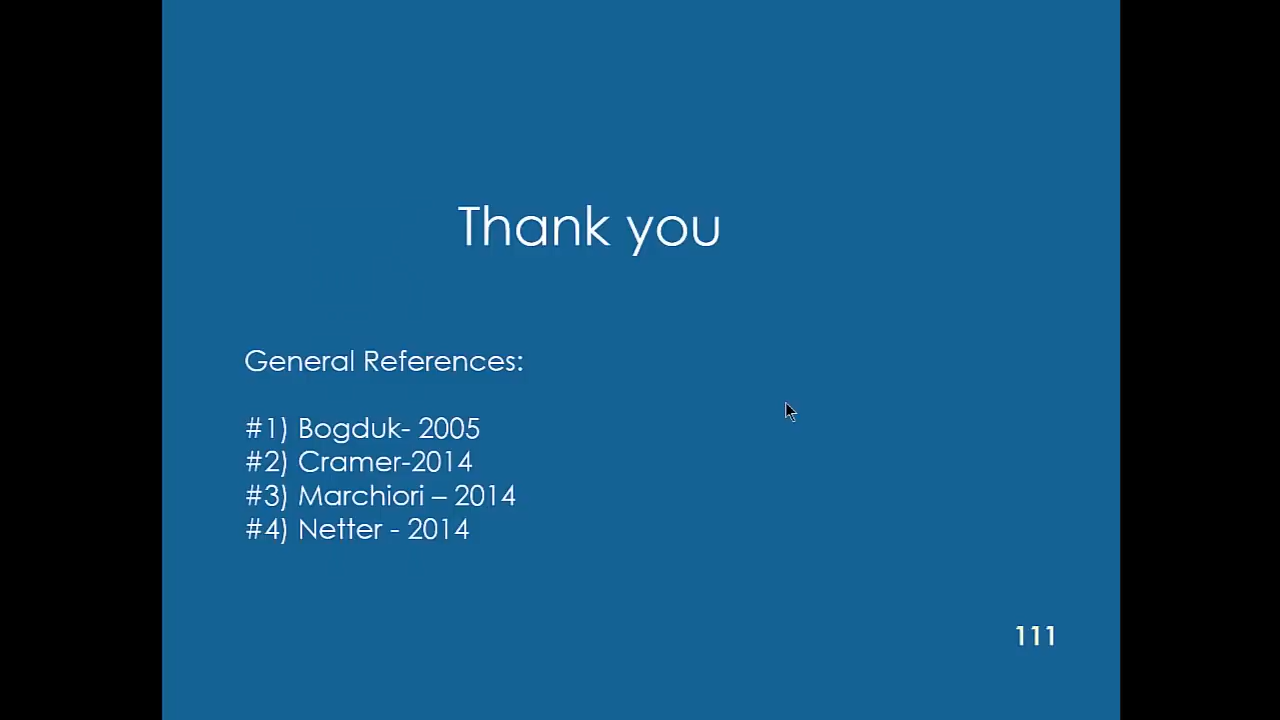 Thank you
General References:
#1) Bogduk- 2005
#2) Cramer-2014
#3) Marchiori – 2014
#4) Netter - 2014
111